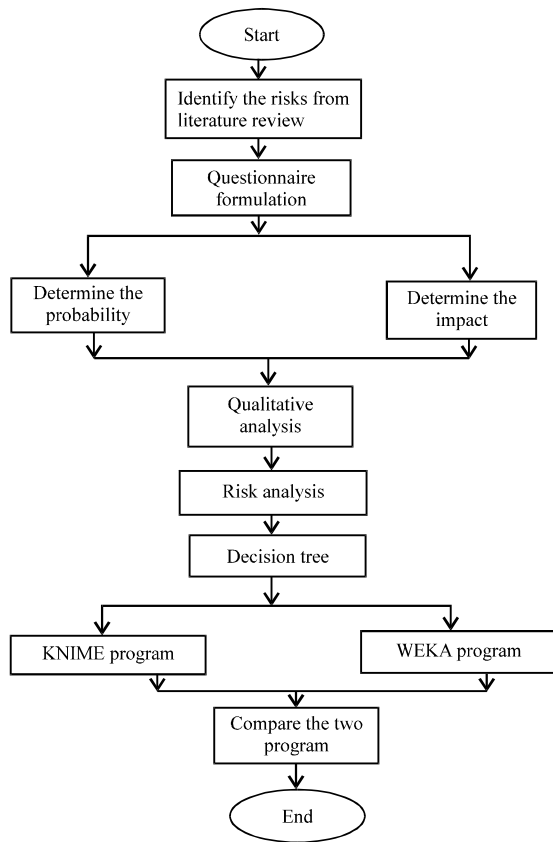 Start
Identify the risks from
literature review
Questionnaire
formulation
Determine the
probability
Determine the
impact
Qualitative
analysis
Risk analysis
Decision tree
KNIME program
WEKA program
Compare the two
program
End